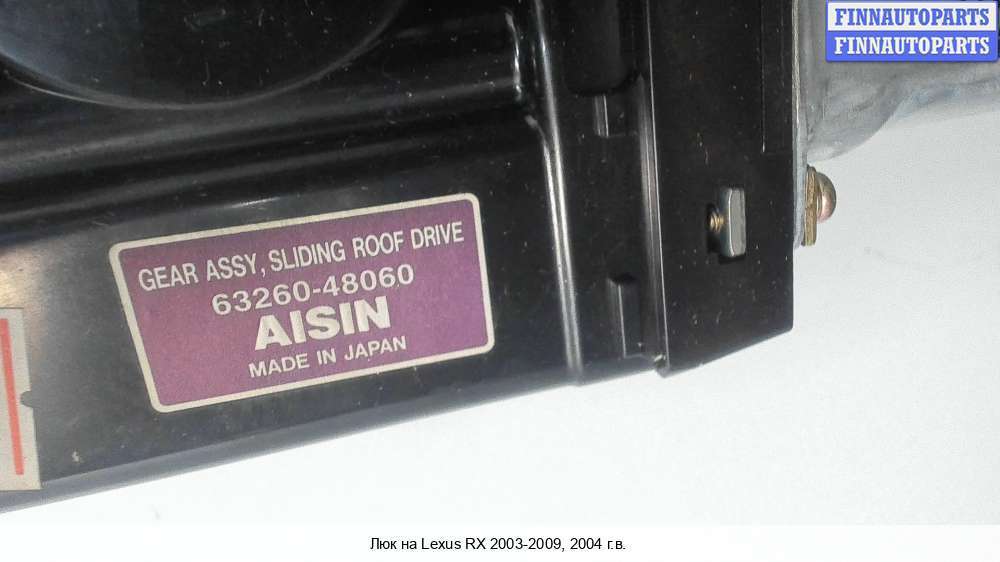 FINNAUTOPARTS
FINNAUTOPARTS
GEAR ASSY, SLIDING ROOF DRIVE
63260-48060
AISIN
MADE IN JAPAN
Люк на Lexus RX 2003-2009, 2004 г.в.